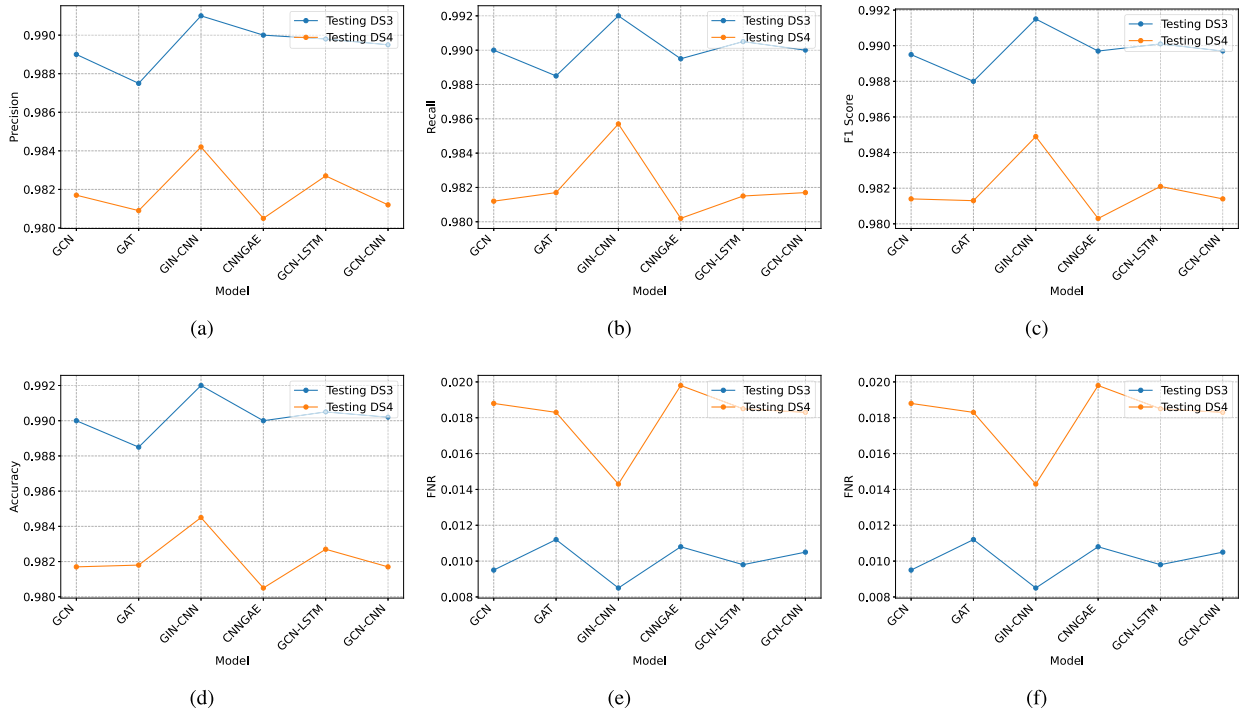 0.990
0.988
0.986
0.984
0.982
0.980
Precision
Testing DS3
Testing DS4
GCN
GAT
GIN-CNN
CNNGAE
GCN-LSTM
GCN-CNN
Model
(a)
0.992
0.990
0.988
0.986
0.984
0.982
0.980
Recall
Testing DS3
Testing DS4
GCN
GAT
GIN-CNN
CNNGAE
GCN-LSTM
GCN-CNN
Model
(b)
0.992
0.990
0.988
0.986
0.984
0.982
0.980
F1 Score
Testing DS3
Testing DS4
GCN
GAT
GIN-CNN
CNNGAE
GCN-LSTM
GCN-CNN
Model
(c)
0.992
0.990
0.988
0.986
0.984
0.982
0.980
Accuracy
Testing DS3
Testing DS4
GCN
GAT
GIN-CNN
CNNGAE
GCN-LSTM
GCN-CNN
Model
(d)
0.020
0.018
0.016
0.014
0.012
0.010
0.008
FNR
Testing DS3
Testing DS4
GCN
GAT
GIN-CNN
CNNGAE
GCN-LSTM
GCN-CNN
Model
(e)
0.020
0.018
0.016
0.014
0.012
0.010
0.008
FNR
Testing DS3
Testing DS4
GCN
GAT
GIN-CNN
CNNGAE
GCN-LSTM
GCN-CNN
Model
(f)